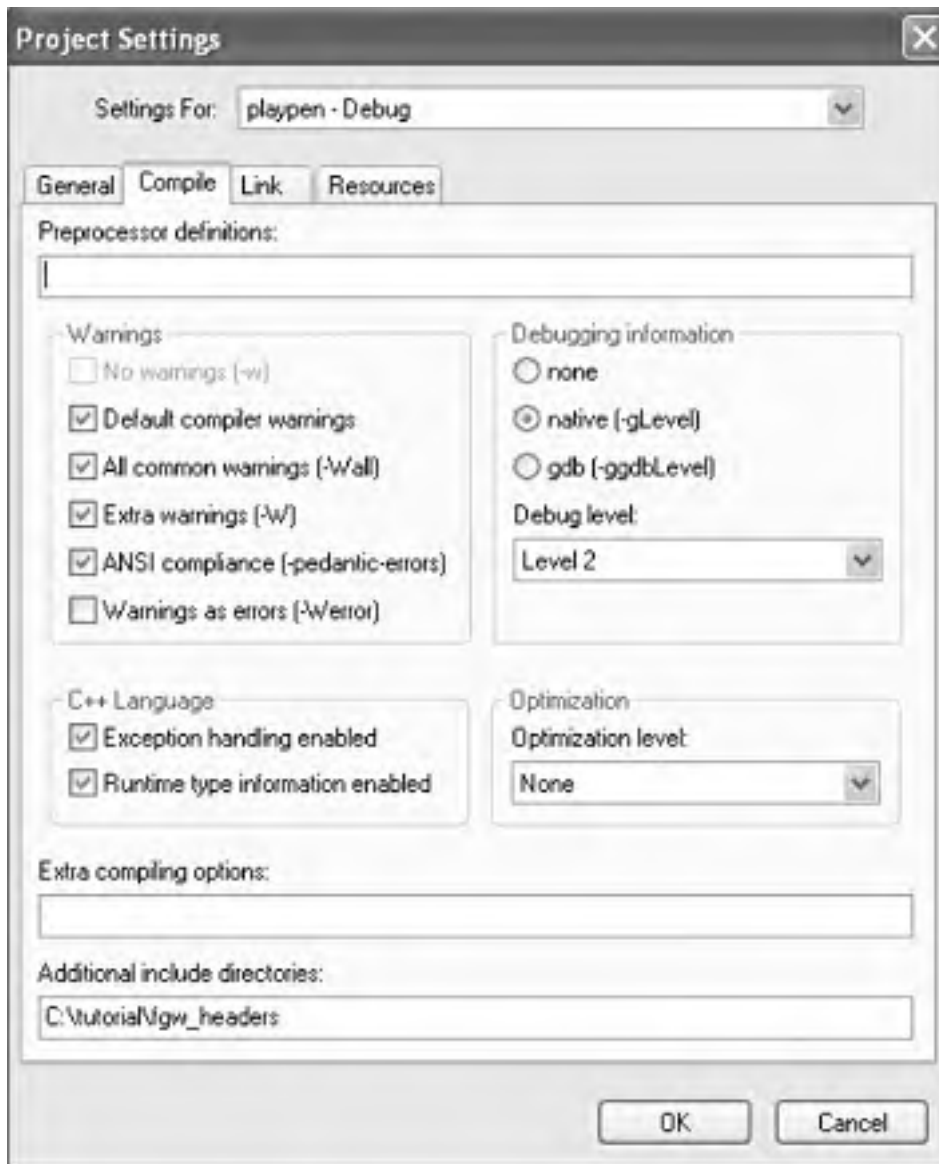 Project Settings
Settings For: playpen - Debug
General Compile Link Resources
Preprocessor definitions:
Warnings
No warnings (-w)
Default compiler warnings
All common warnings (-Wall)
Extra warnings (-W)
ANSI compliance (-pedantic-errors)
Warnings as errors (-Werror)
Debugging information
none
native (-gLevel)
gdb (-ggdbLevel)
Debug level:
Level 2
C++ Language
Exception handling enabled
Runtime type information enabled
Optimization
Optimization level:
None
Extra compiling options:
Additional include directories:
C:\tutorial\fgw_headers
OK Cancel